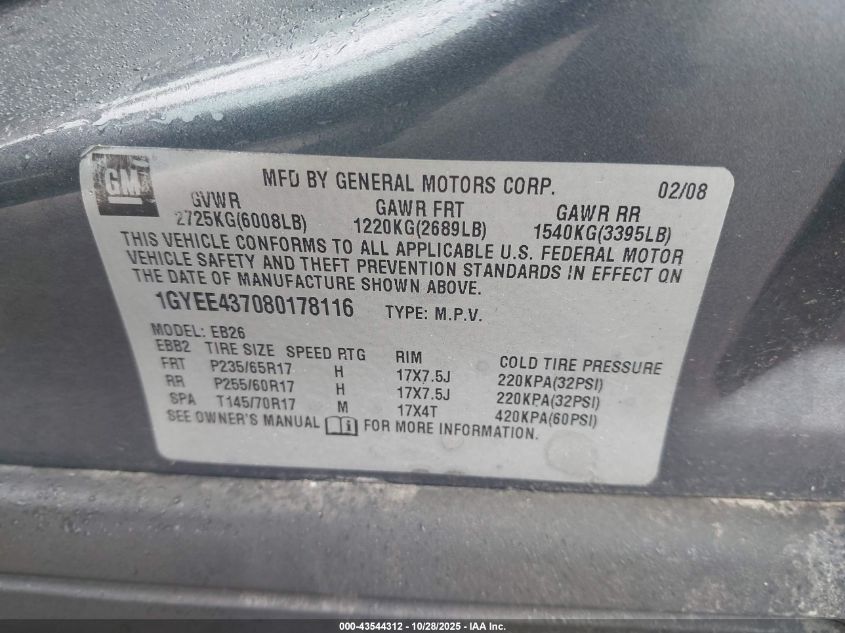 GM
MFD BY GENERAL MOTORS CORP. 02/08
GVWR GAWR FRT GAWR RR
2725KG(6008LB) 1220KG(2689LB) 1540KG(3395LB)
THIS VEHICLE CONFORMS TO ALL APPLICABLE U.S. FEDERAL MOTOR
VEHICLE SAFETY AND THEFT PREVENTION STANDARDS IN EFFECT ON
THE DATE OF MANUFACTURE SHOWN ABOVE.
1GYEE437080178116 TYPE: M.P.V.
MODEL: EB26
EBB2 TIRE SIZE SPEED RTG RIM COLD TIRE PRESSURE
FRT P235/65R17 H 17X7.5J 220KPA(32PSI)
RR P255/60R17 H 17X7.5J 220KPA(32PSI)
SPA T145/70R17 M 17X4T 420KPA(60PSI)
SEE OWNER'S MANUAL FOR MORE INFORMATION.
000-43544312 | 10/28/2025 - IAA Inc.